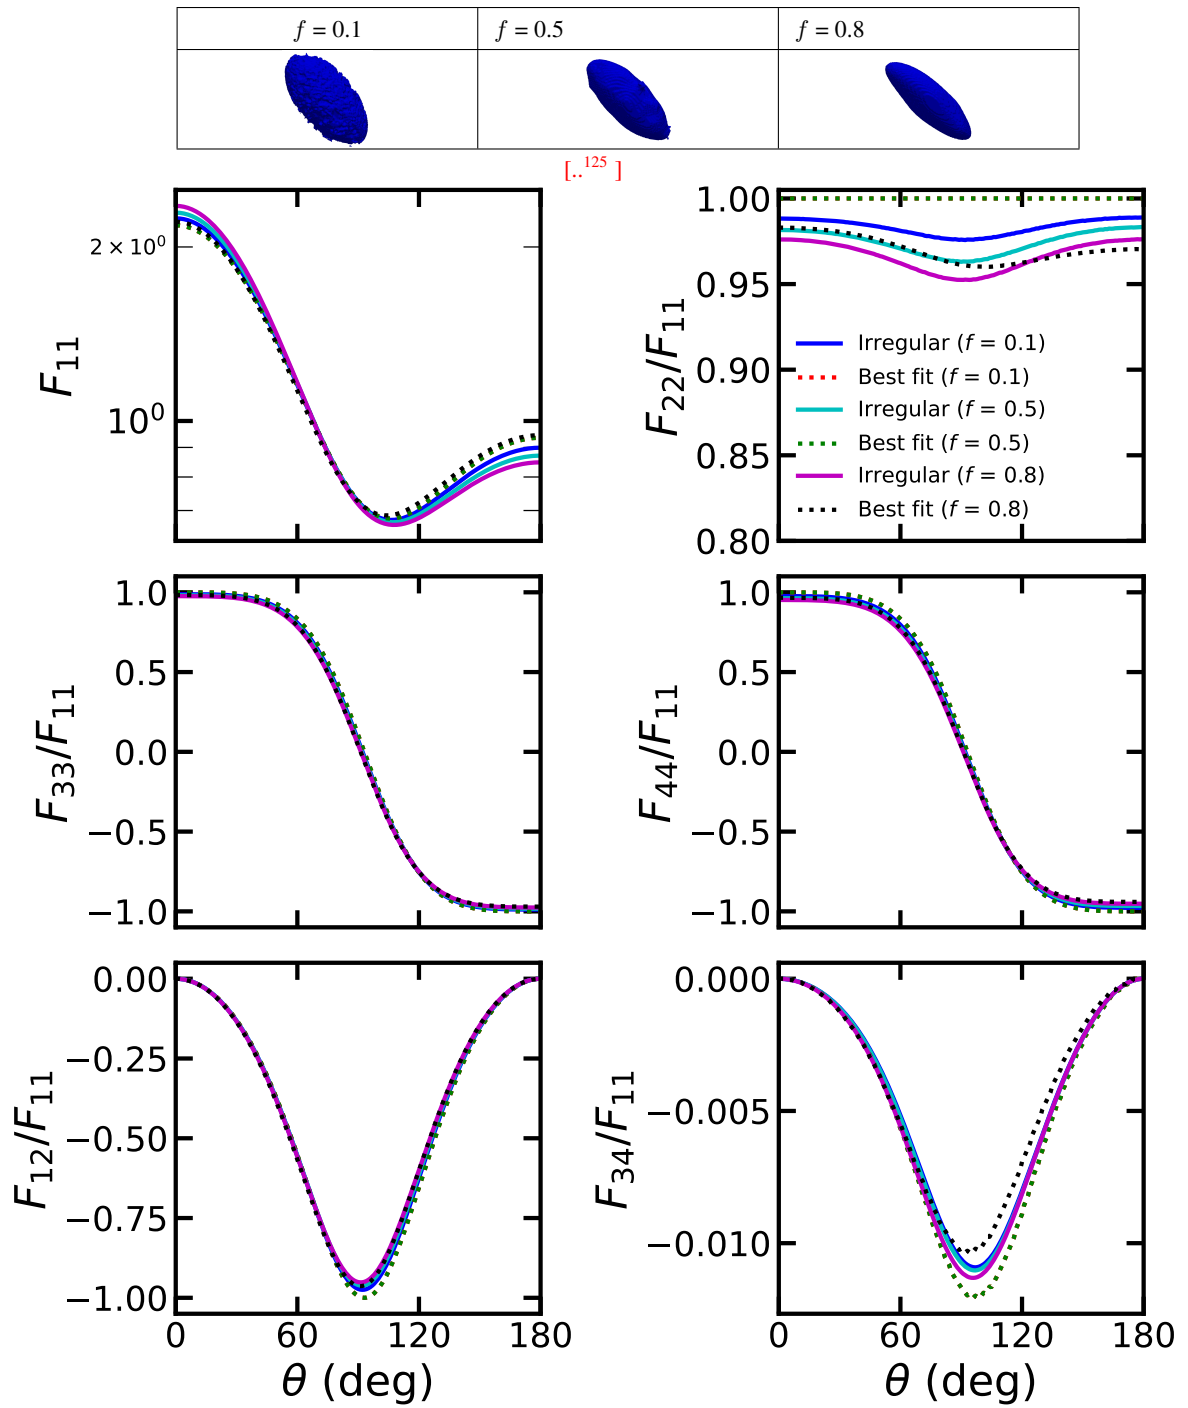 f = 0.1 f = 0.5 f = 0.8
[..125 ]
F11
2 × 10^0
10^0
F22/F11
1.00
0.95
0.90
0.85
0.80
Irregular (f = 0.1)
Best fit (f = 0.1)
Irregular (f = 0.5)
Best fit (f = 0.5)
Irregular (f = 0.8)
Best fit (f = 0.8)
F33/F11
1.0
0.5
0.0
−0.5
−1.0
F44/F11
1.0
0.5
0.0
−0.5
−1.0
F12/F11
0.00
−0.25
−0.50
−0.75
−1.00
0 60 120 180
θ (deg)
F34/F11
0.000
−0.005
−0.010
0 60 120 180
θ (deg)